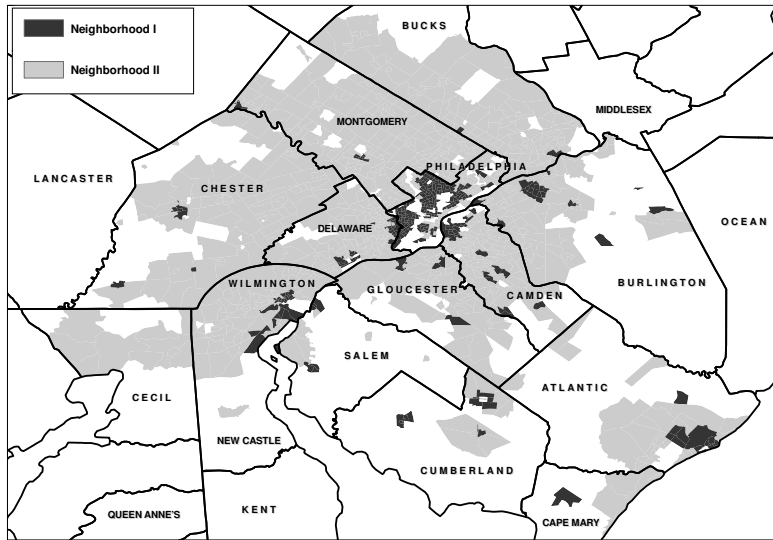 BUCKS
Neighborhood I
Neighborhood II
MIDDLESEX
MONTGOMERY
PHILADELPHIA
LANCASTER
CHESTER
OCEAN
DELAWARE
WILMINGTON
GLOUCESTER
CAMDEN
BURLINGTON
SALEM
ATLANTIC
CECIL
NEW CASTLE
CUMBERLAND
QUEEN ANNE'S
KENT
CAPE MARY